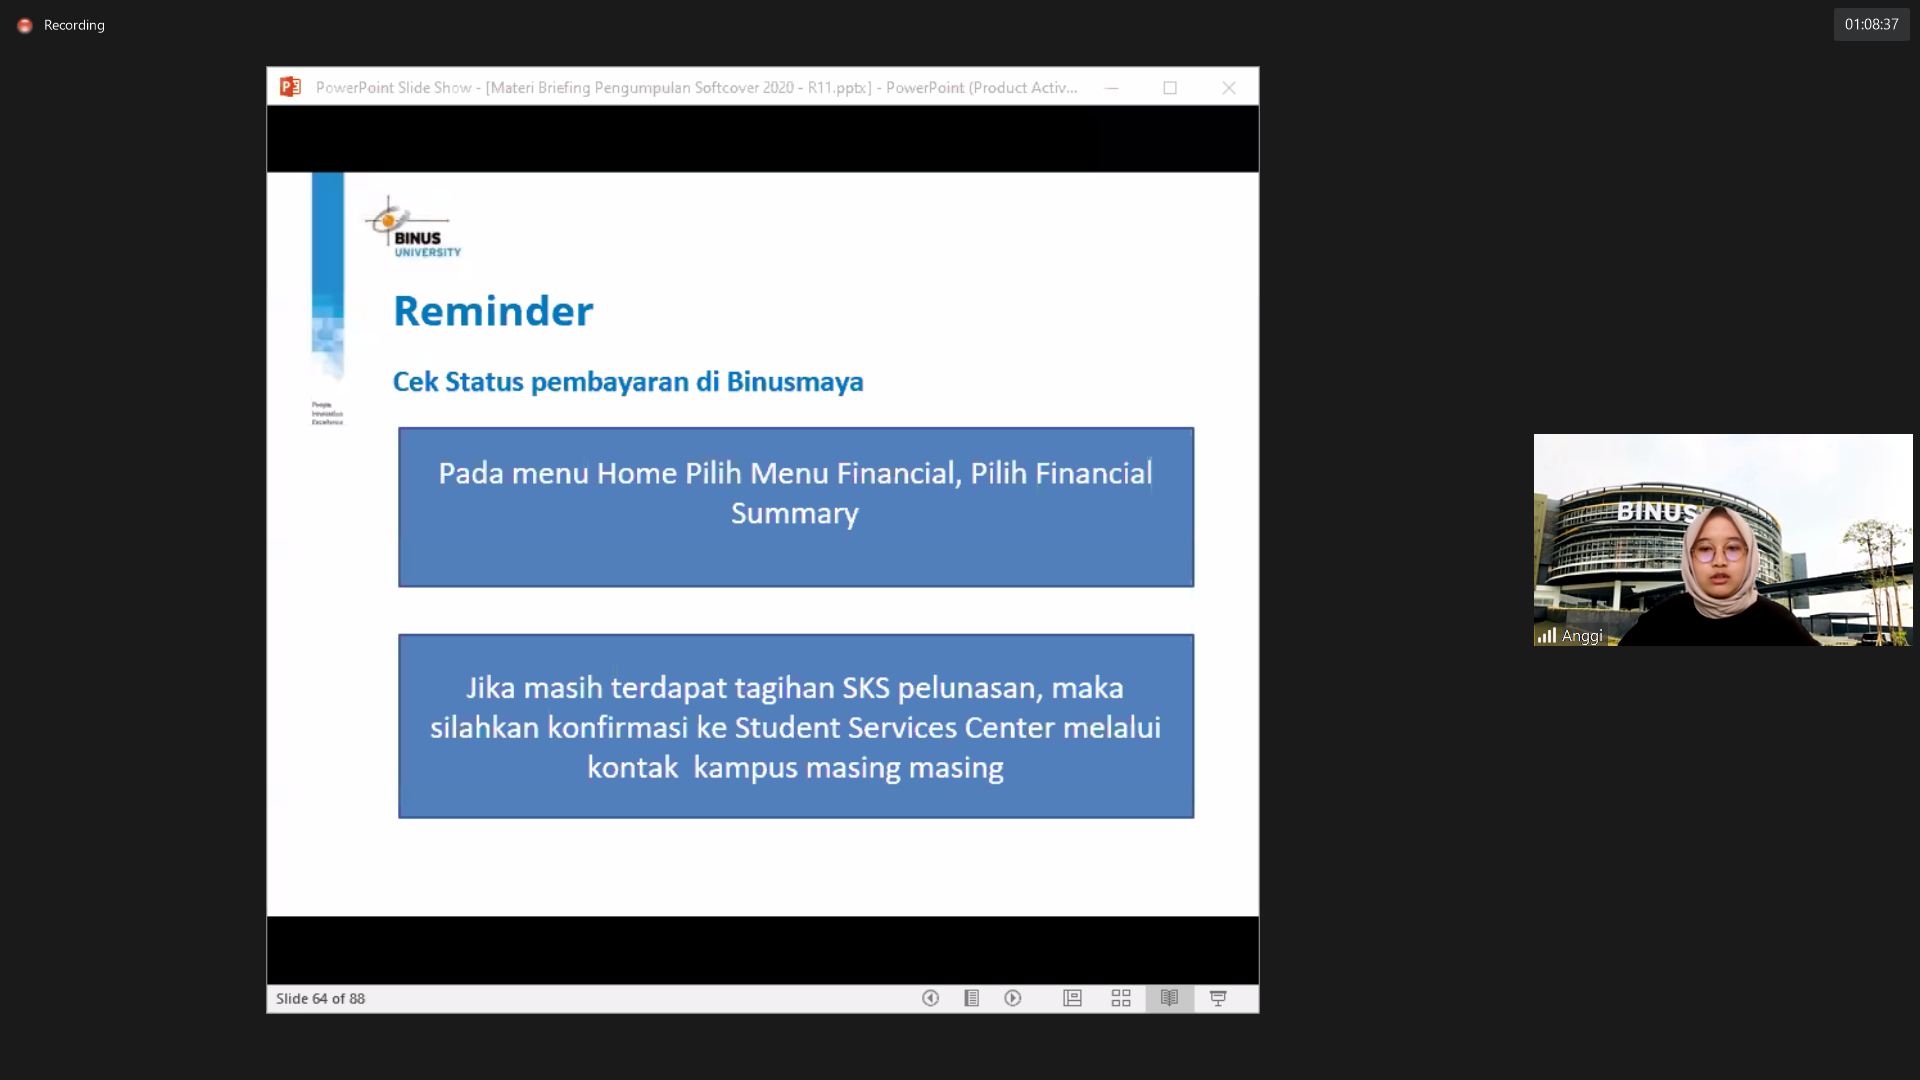 Recording
01:08:37
PowerPoint Slide Show - [Materi Briefing Pengumpulan Softcover 2020 - R11.pptx] - PowerPoint (Product Activ...
BINUS
UNIVERSITY
Reminder
Cek Status pembayaran di Binusmaya
People
Innovation
Excellence
Pada menu Home Pilih Menu Financial, Pilih Financial
Summary
Jika masih terdapat tagihan SKS pelunasan, maka
silahkan konfirmasi ke Student Services Center melalui
kontak  kampus masing masing
BINUS
Anggi
Slide 64 of 88